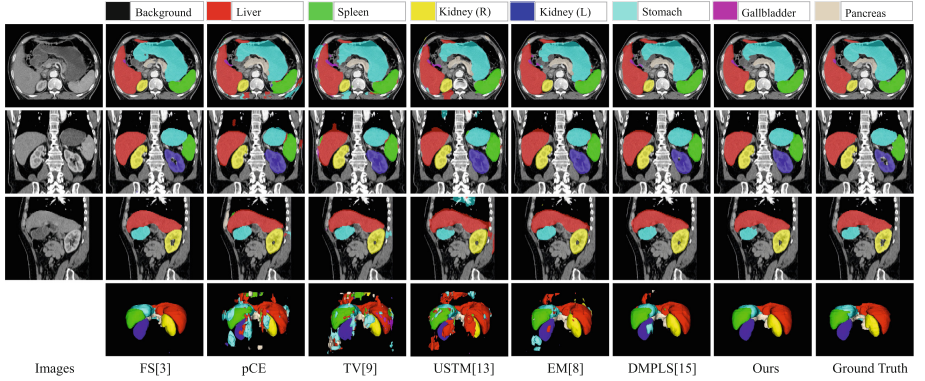 Background Liver Spleen Kidney (R) Kidney (L) Stomach Gallbladder Pancreas
Images FS[3] pCE TV[9] USTM[13] EM[8] DMPLS[15] Ours Ground Truth